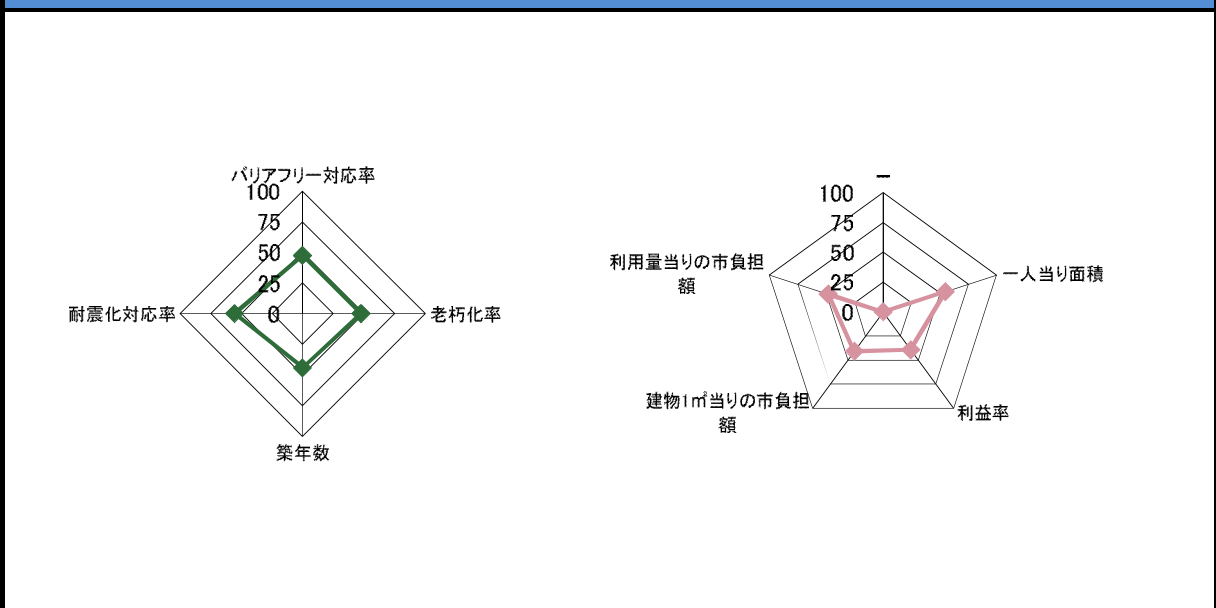 バリアフリー対応率
100
75
50
25
0
耐震化対応率
老朽化率
築年数
ー
100
75
50
25
0
利用量当りの市負担
額
一人当り面積
建物1㎡当りの市負担
額
利益率